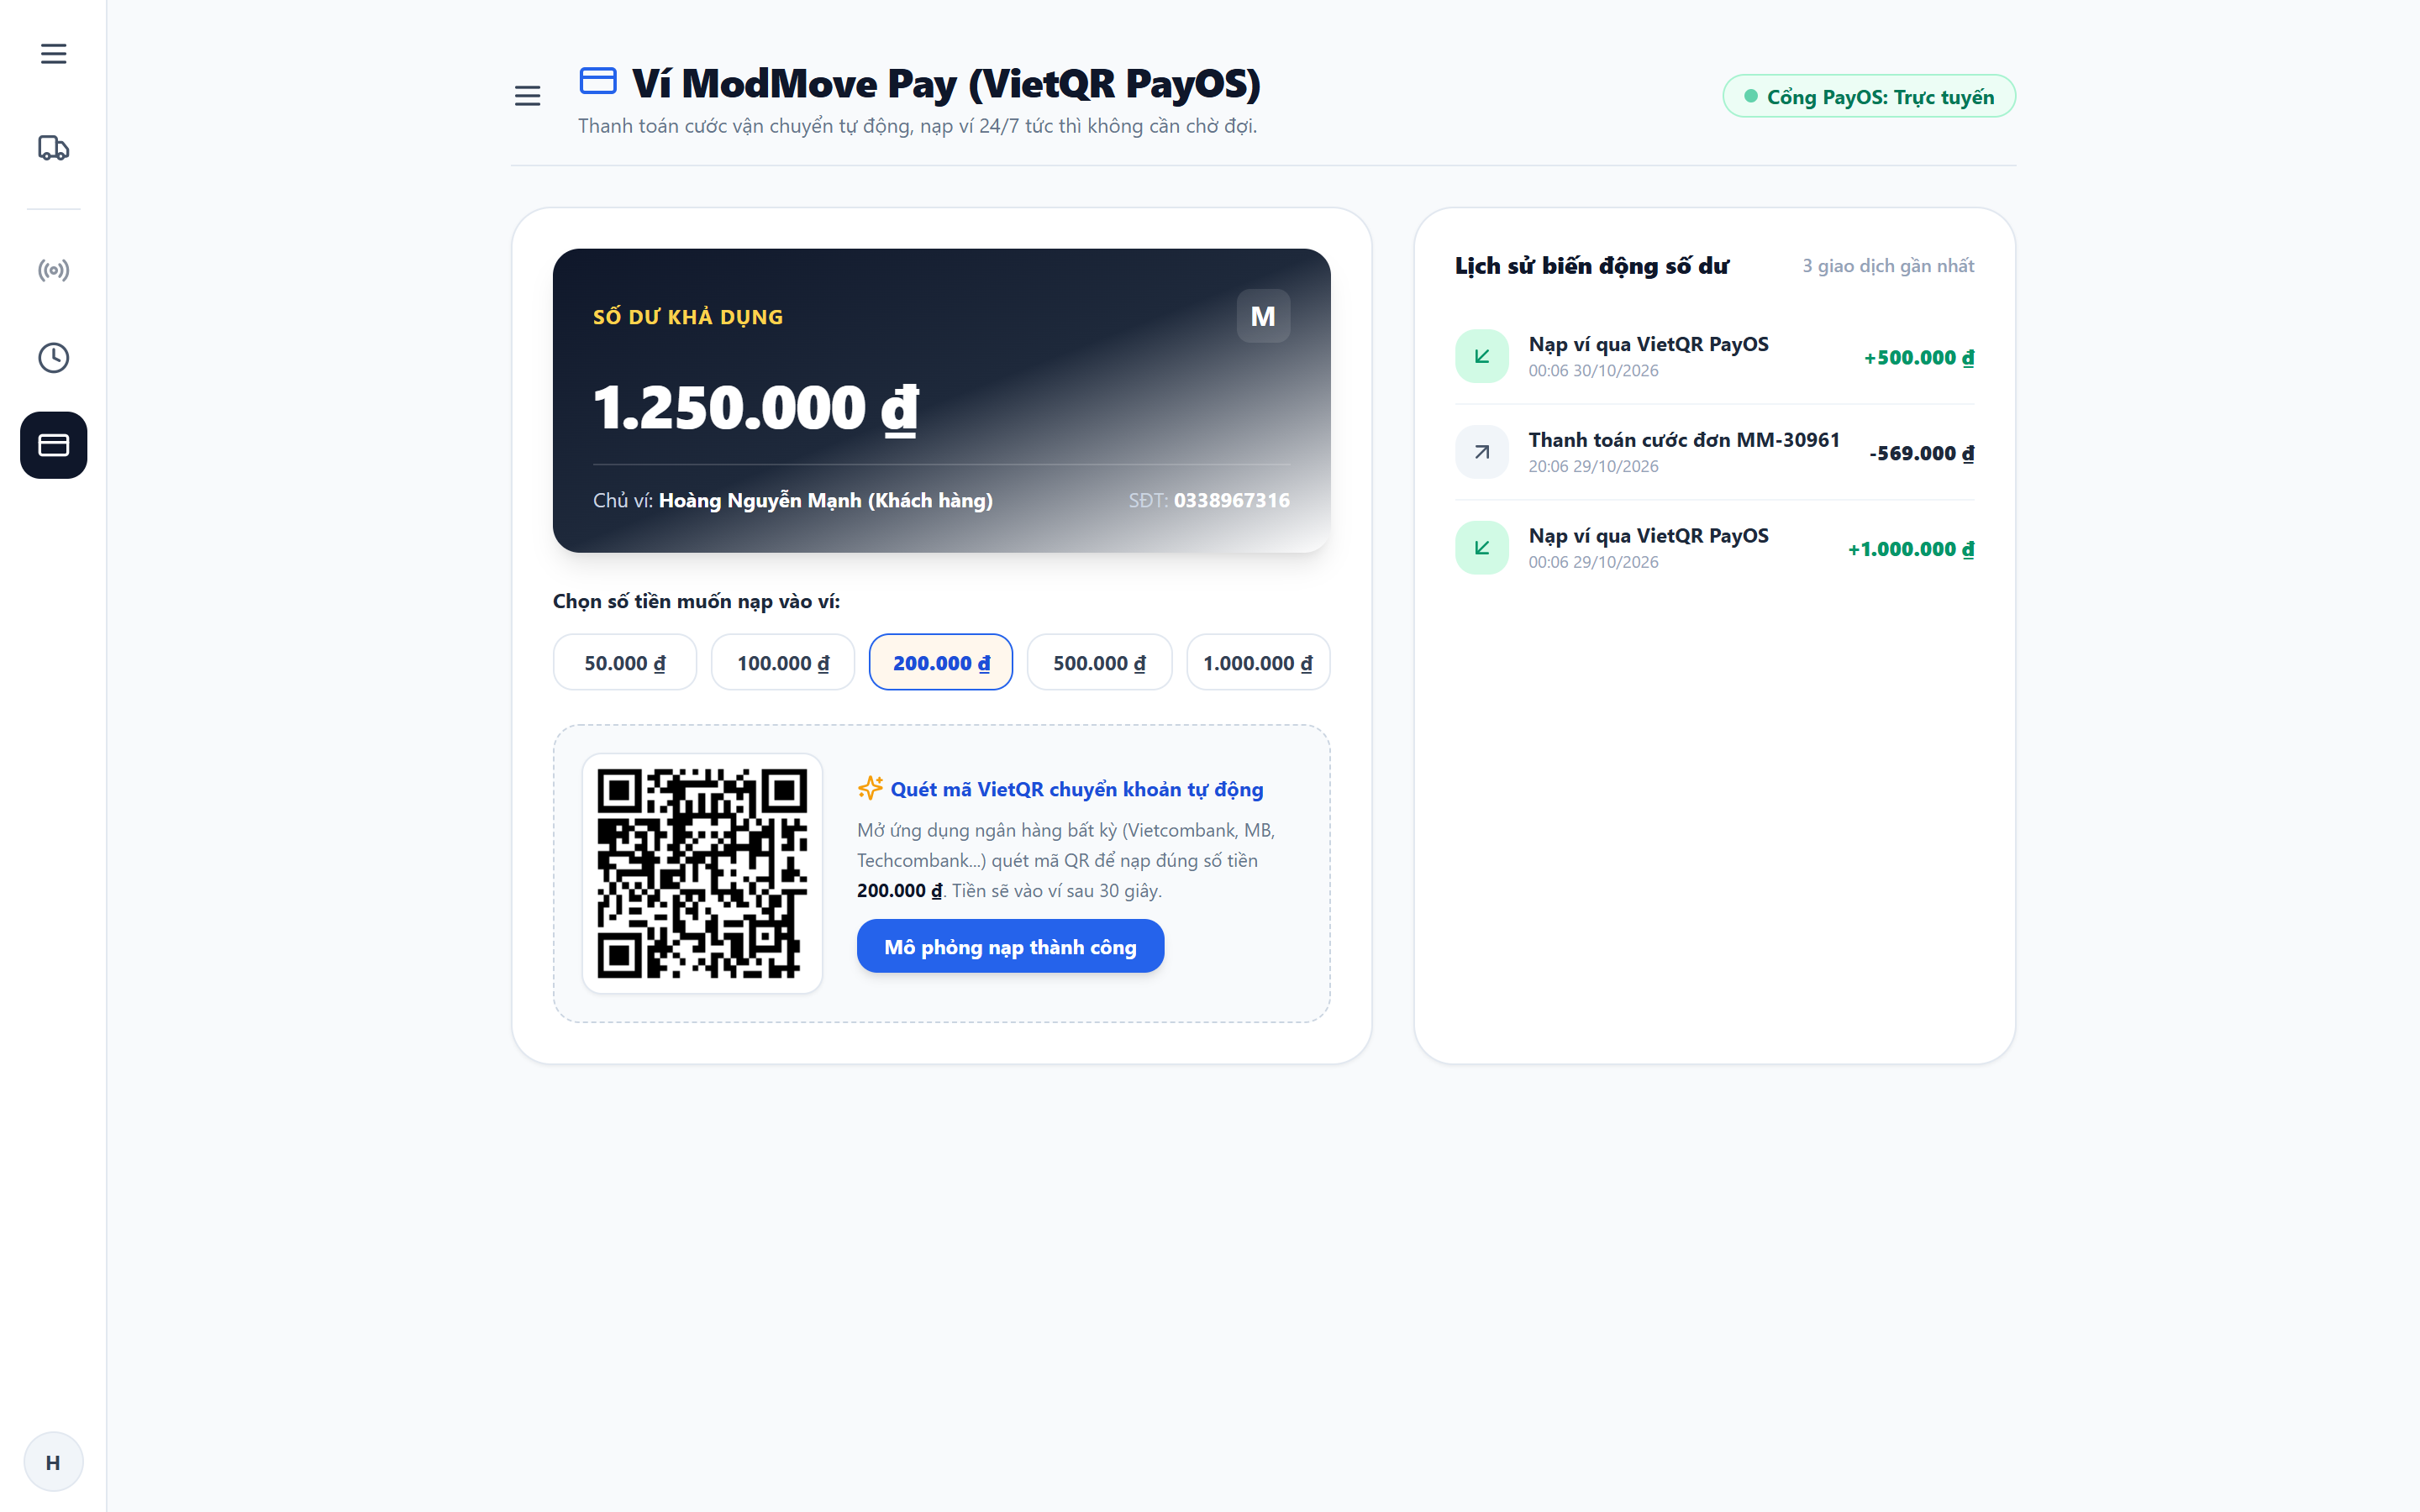 Ví ModMove Pay (VietQR PayOS)
Thanh toán cước vận chuyển tự động, nạp ví 24/7 tức thì không cần chờ đợi.
Cổng PayOS: Trực tuyến
SỐ DƯ KHẢ DỤNG
M
1.250.000 ₫
Chủ ví: Hoàng Nguyễn Mạnh (Khách hàng)
SĐT: 0338967316
Chọn số tiền muốn nạp vào ví:
50.000 ₫
100.000 ₫
200.000 ₫
500.000 ₫
1.000.000 ₫
Quét mã VietQR chuyển khoản tự động
Mở ứng dụng ngân hàng bất kỳ (Vietcombank, MB,
Techcombank...) quét mã QR để nạp đúng số tiền
200.000 ₫. Tiền sẽ vào ví sau 30 giây.
Mô phỏng nạp thành công
Lịch sử biến động số dư
3 giao dịch gần nhất
Nạp ví qua VietQR PayOS
00:06 30/10/2026
+500.000 ₫
Thanh toán cước đơn MM-30961
20:06 29/10/2026
-569.000 ₫
Nạp ví qua VietQR PayOS
00:06 29/10/2026
+1.000.000 ₫
H